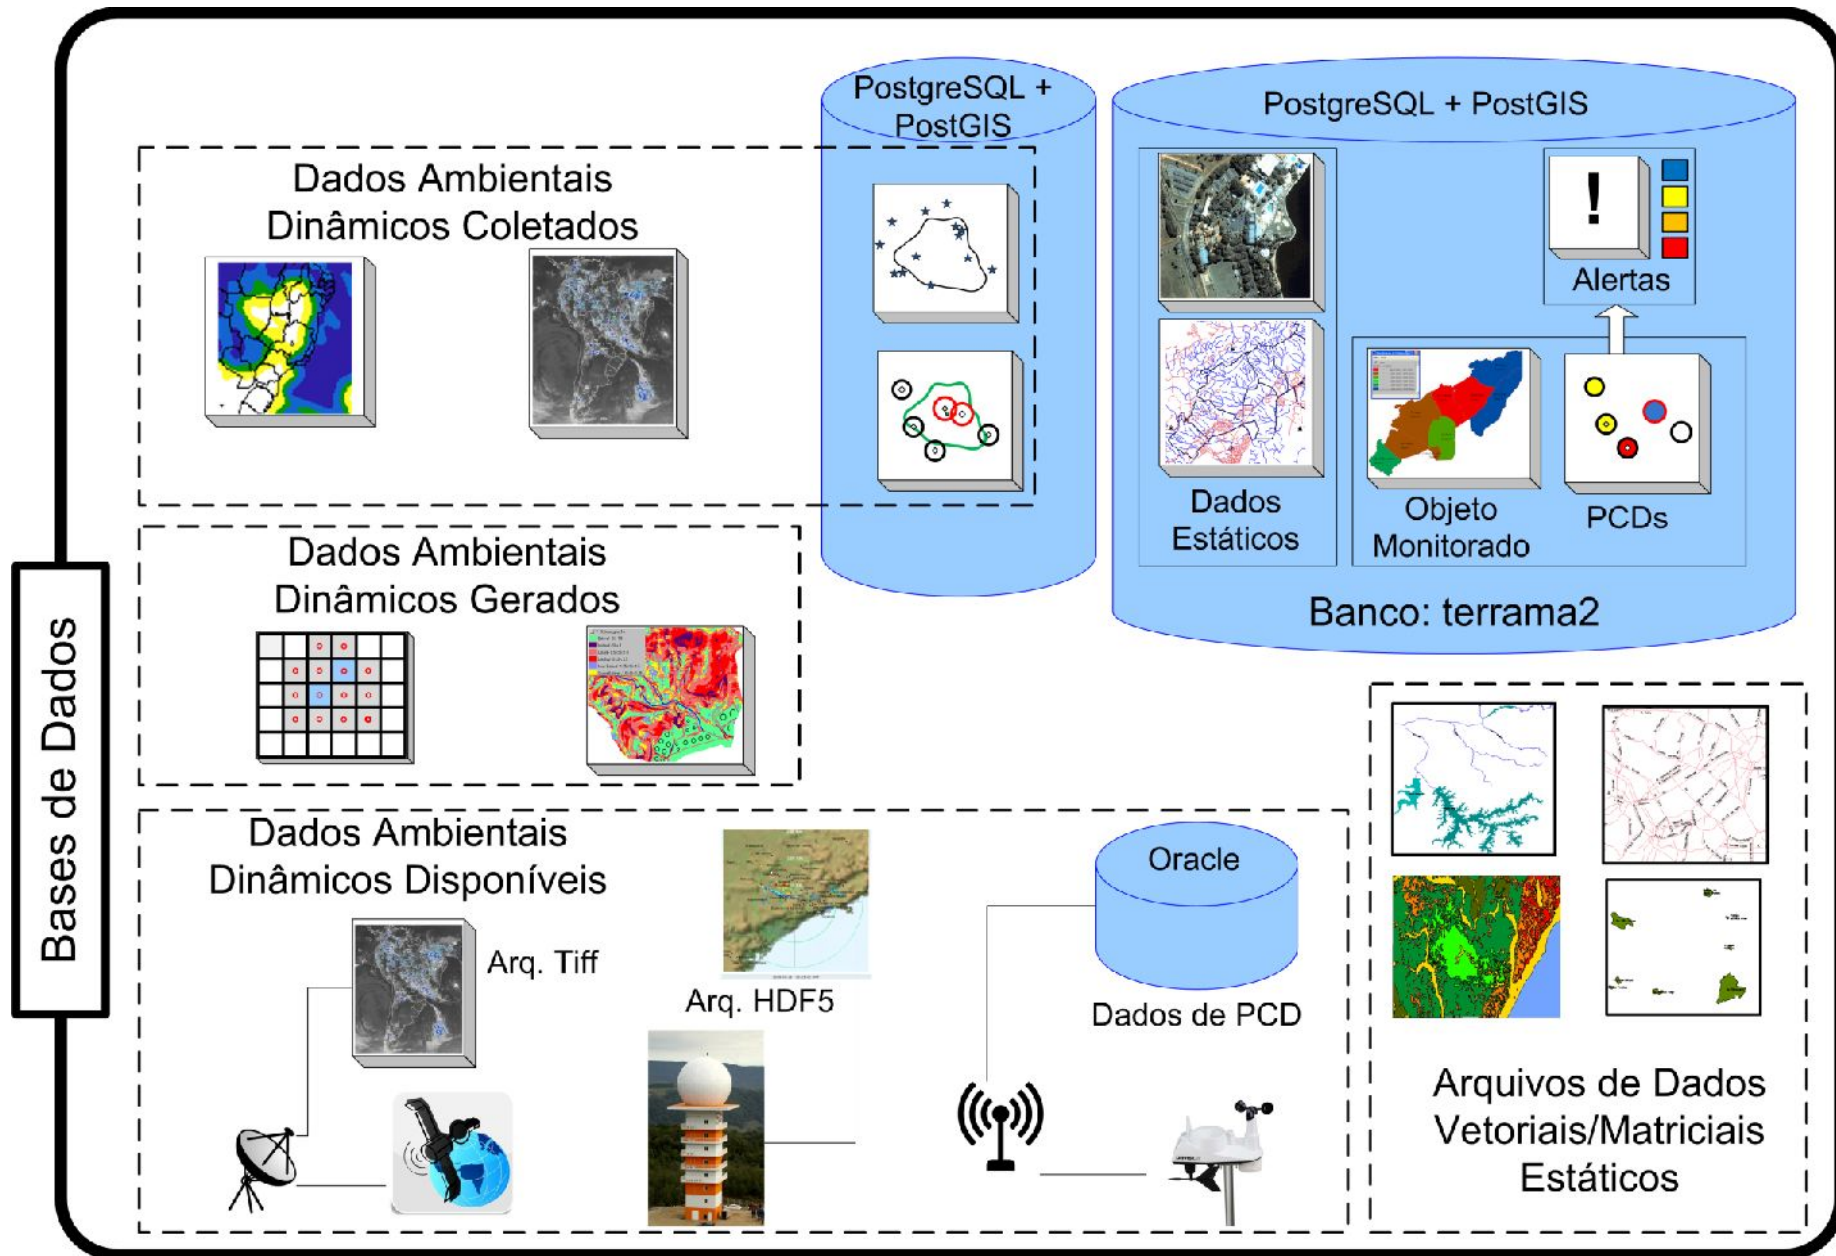 Bases de Dados
PostgreSQL +
PostGIS
PostgreSQL + PostGIS
Dados Ambientais
Dinâmicos Coletados
!
Alertas
Dados
Estáticos
Objeto
Monitorado
PCDs
Banco: terrama2
Dados Ambientais
Dinâmicos Gerados
Dados Ambientais
Dinâmicos Disponíveis
Arq. Tiff
Arq. HDF5
Oracle
Dados de PCD
Arquivos de Dados
Vetoriais/Matriciais
Estáticos